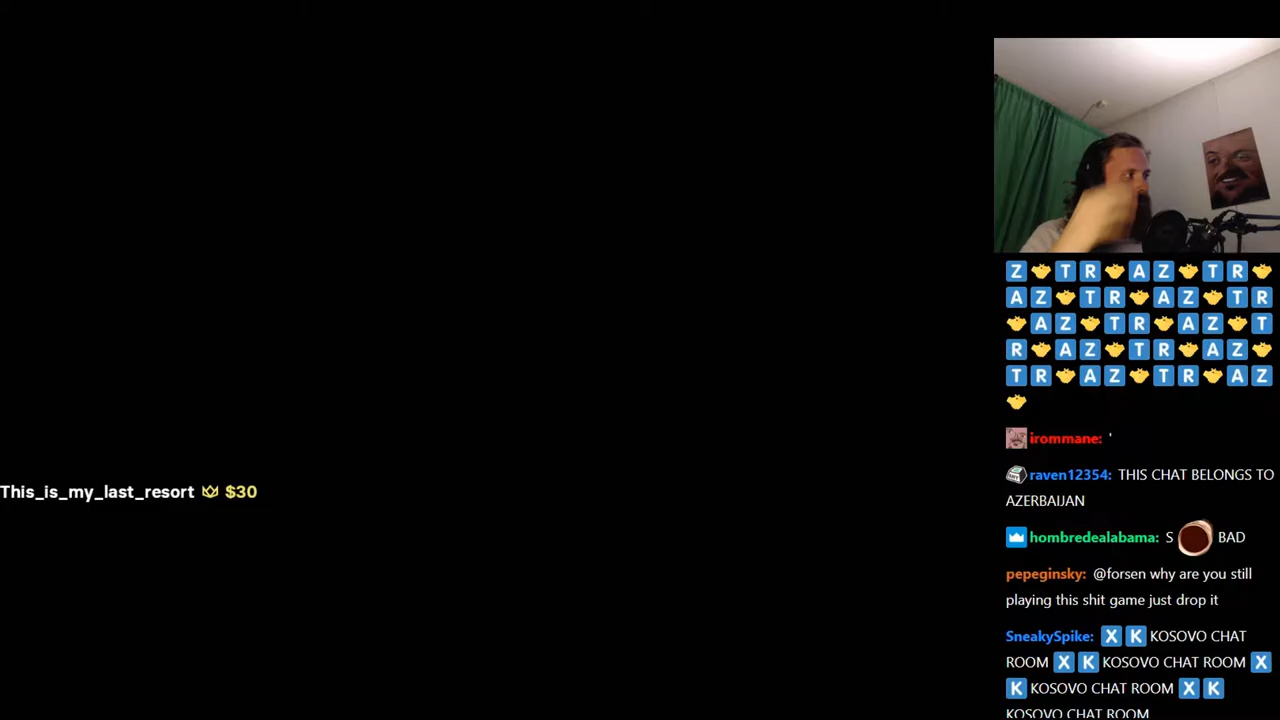 Z T R A Z T R
A Z T R A Z T R
A Z T R A Z T
R A Z T R A Z
T R A Z T R A Z
irommane: '
raven12354: THIS CHAT BELONGS TO
AZERBAIJAN
This_is_my_last_resort $30
hombredealabama: S BAD
pepeginsky: @forsen why are you still
playing this shit game just drop it
SneakySpike: X K KOSOVO CHAT
ROOM X K KOSOVO CHAT ROOM X
K KOSOVO CHAT ROOM X K
KOSOVO CHAT ROOM